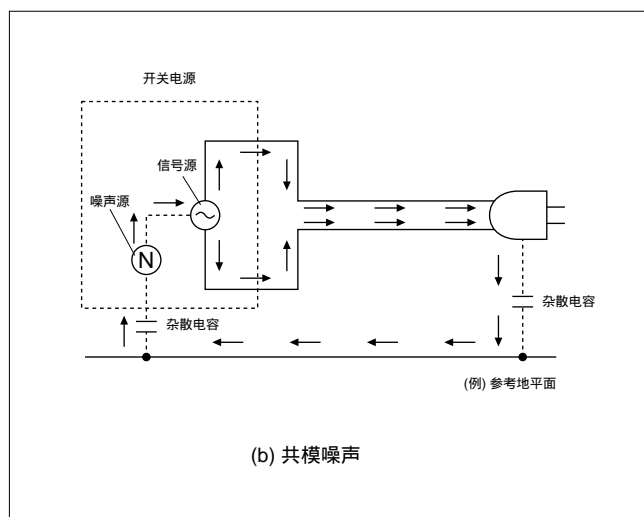 开关电源
信号源
噪声源
N
杂散电容
杂散电容
(例) 参考地平面
(b) 共模噪声